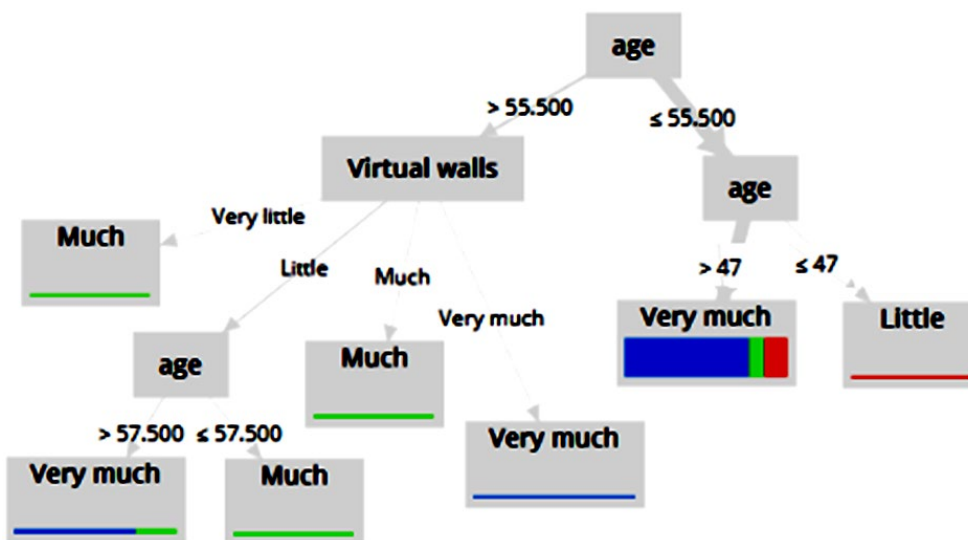 age
> 55.500
≤ 55.500
Virtual walls
age
Very little
Much
Little
Much
Very much
> 47
≤ 47
Very much
Little
age
Much
> 57.500
≤ 57.500
Very much
Very much
Much